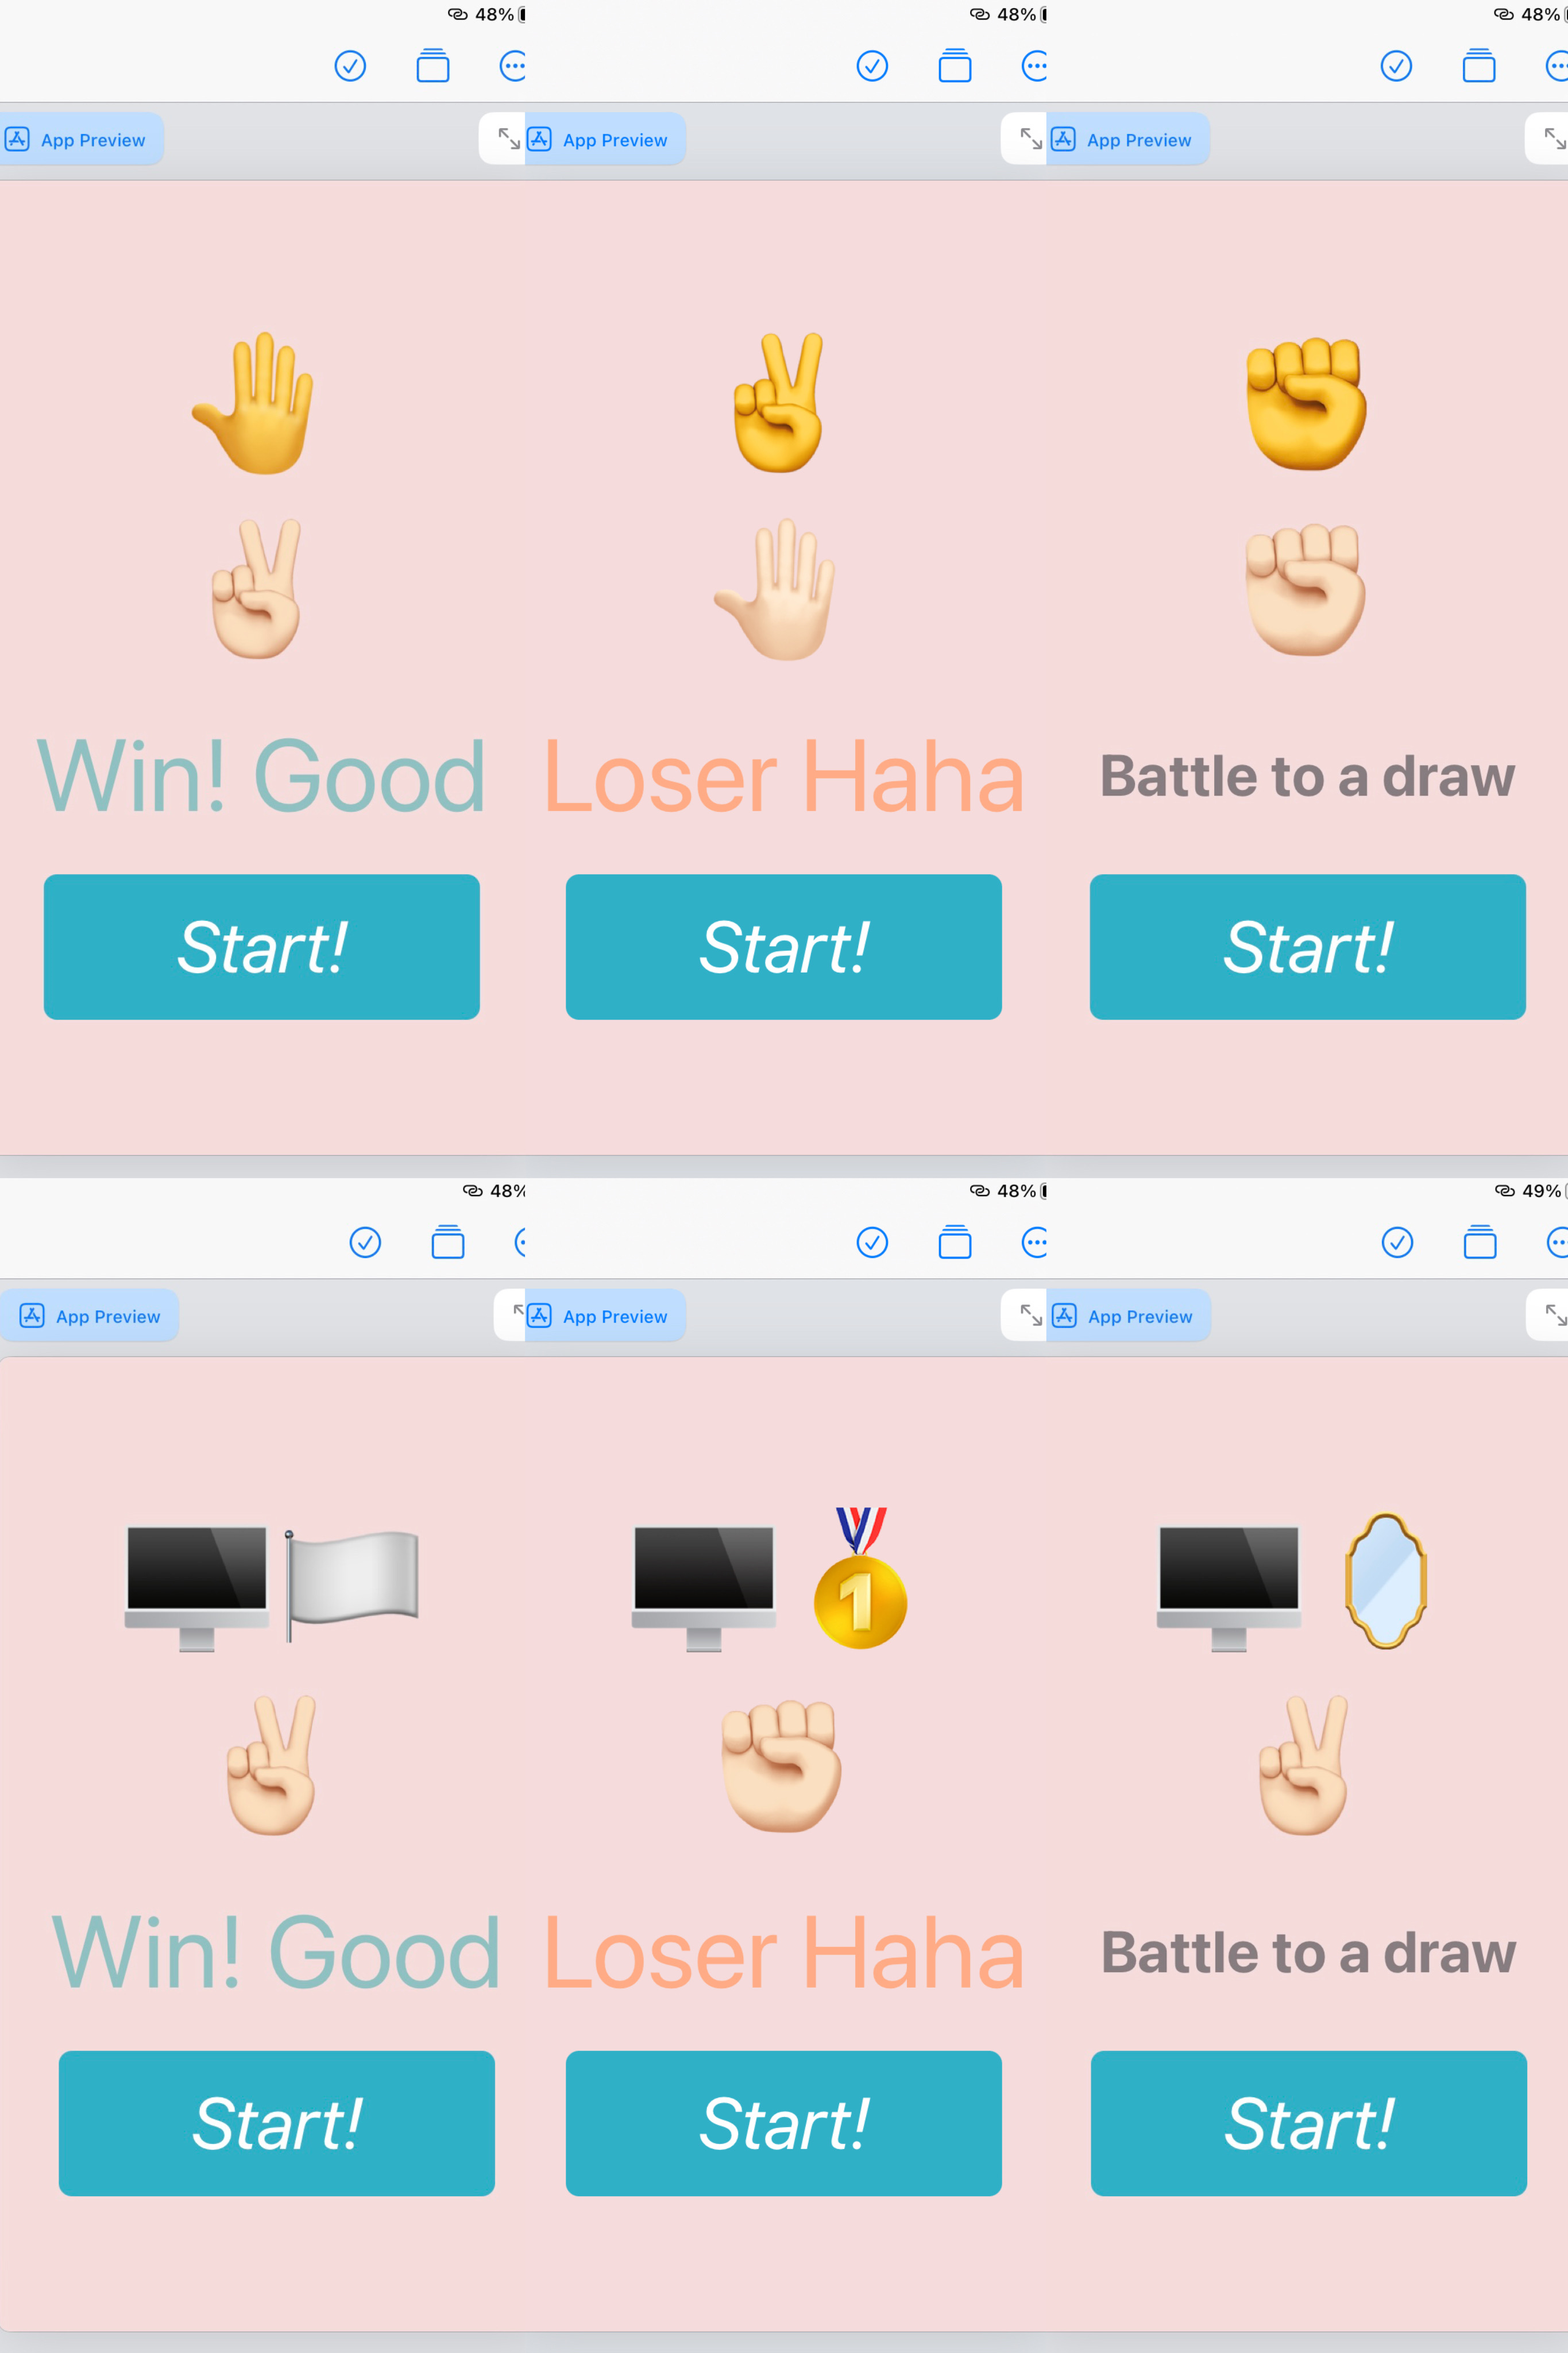 48% 48% 48%
App Preview App Preview App Preview
Win! Good Loser Haha Battle to a draw
Start! Start! Start!
48% 48% 49%
App Preview App Preview App Preview
1
Win! Good Loser Haha Battle to a draw
Start! Start! Start!